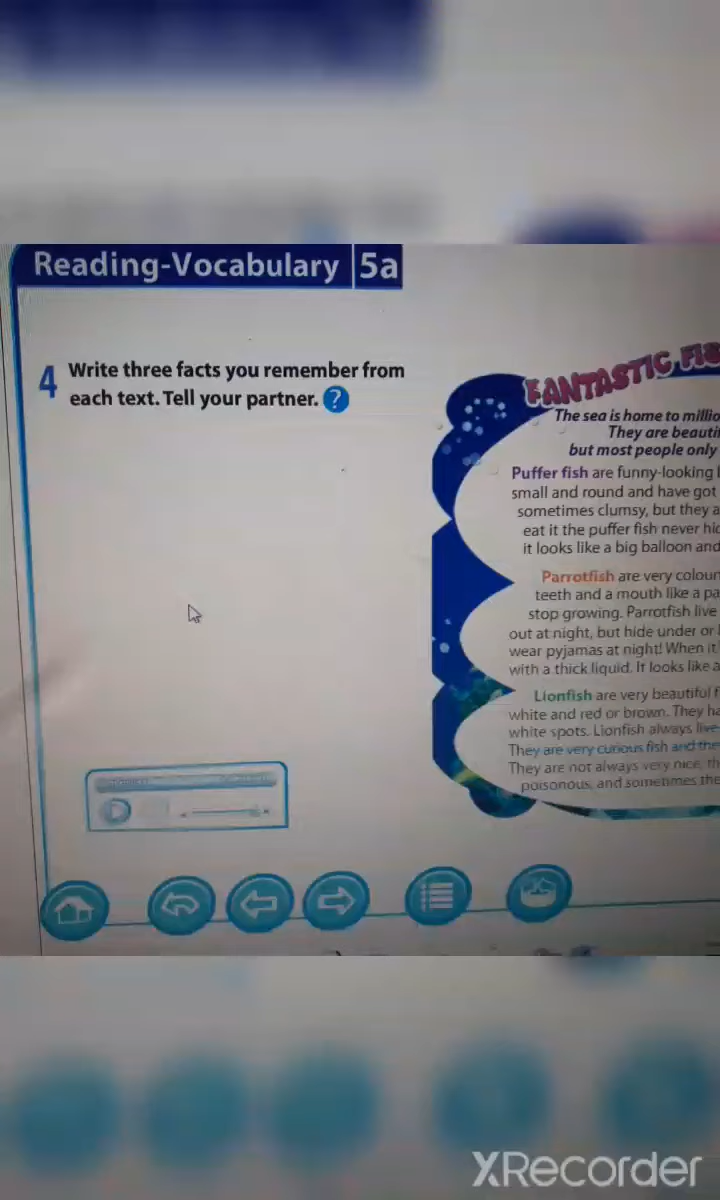 Reading-Vocabulary 5a
4 Write three facts you remember from
each text. Tell your partner. ?
FANTASTIC
The sea is home to
They are
but most people only
Puffer fish are funny-looking
small and round and have got
sometimes clumsy, but they
eat it the puffer fish never
it looks like a big balloon and
Parrotfish are very
teeth and a mouth like a
stop growing. Parrotfish live
out at night, but hide under or
wear pyjamas at night! When it
with a thick liquid. It looks like a
Lionfish are very beautiful
white and red or brown. They
white spots. Lionfish always live
They are very curious fish and
They are not always very nice,
poisonous, and sometimes
XRecorder